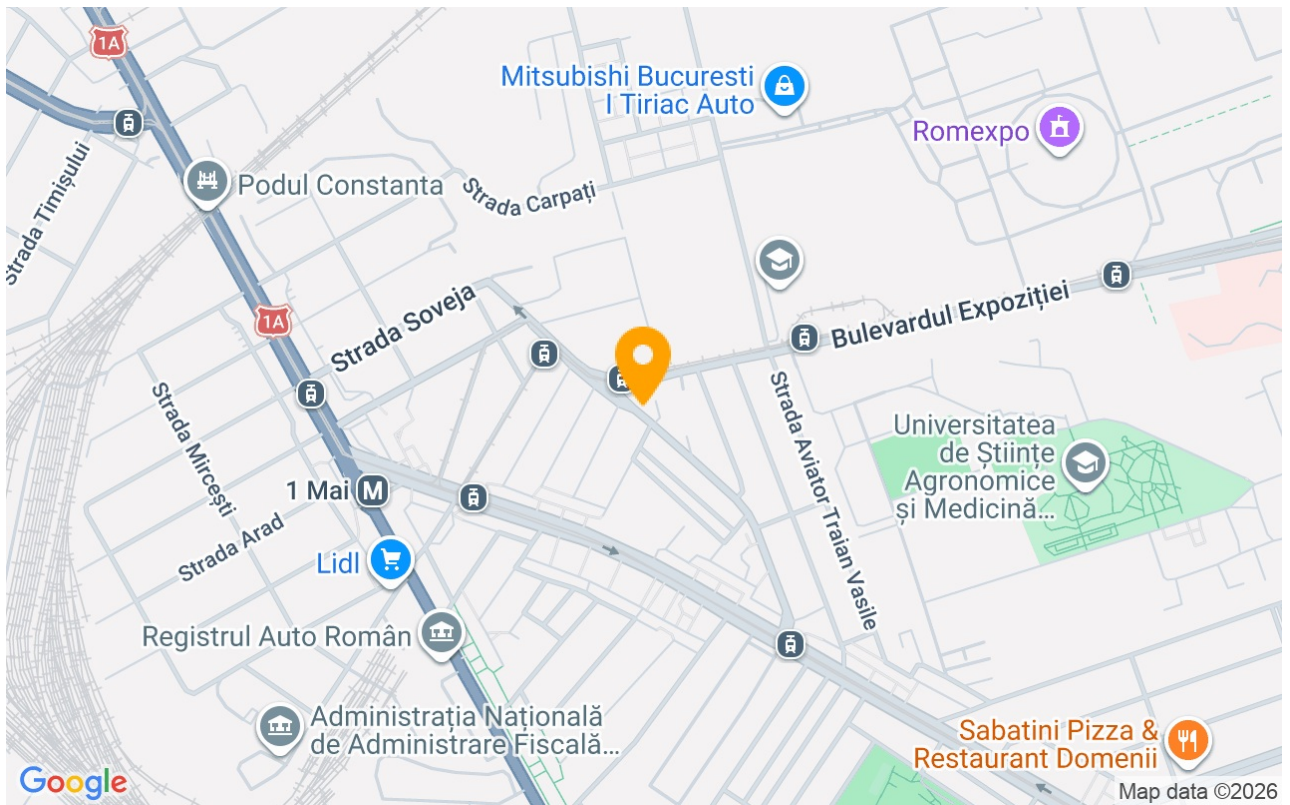 1A
Mitsubishi Bucuresti
I Tiriac Auto
Romexpo
Strada Timișului
Podul Constanta
Strada Carpați
1A
Strada Soveja
Bulevardul Expoziției
Strada Mircești
Strada Aviator Traian Vasile
Universitatea
de Științe
Agronomice
și Medicină...
1 Mai
M
Strada Arad
Lidl
Registrul Auto Român
Administrația Națională
de Administrare Fiscală...
Sabatini Pizza &
Restaurant Domenii
Google
Map data ©2026